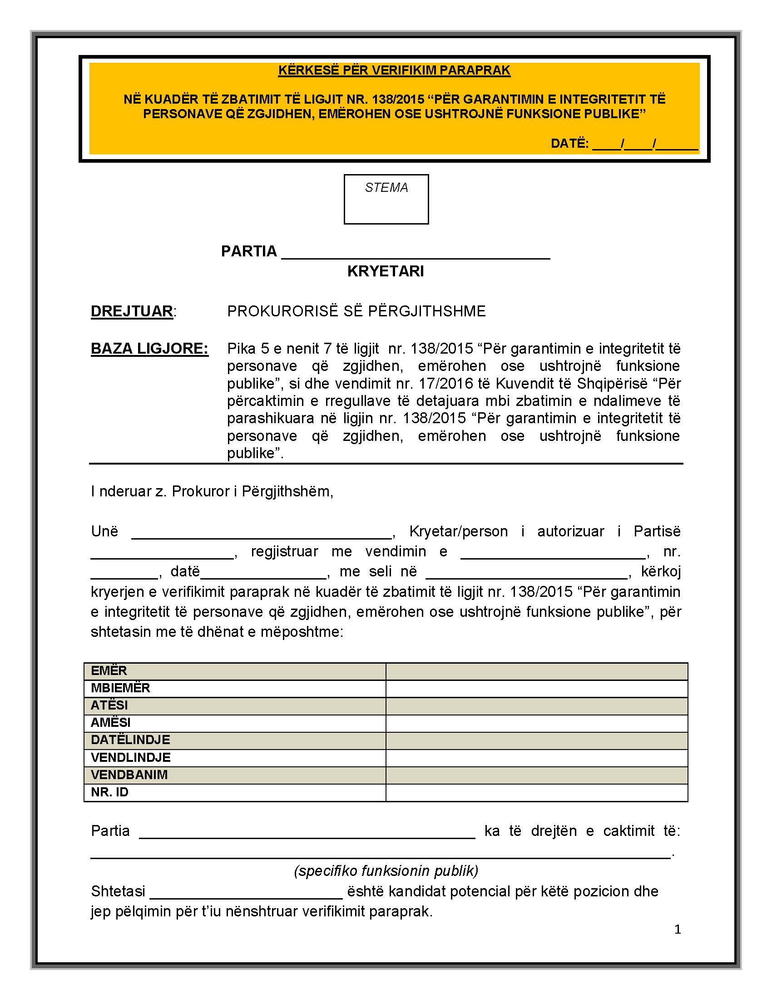 KËRKESË PËR VERIFIKIM PARAPRAK
NË KUADËR TË ZBATIMIT TË LIGJIT NR. 138/2015 “PËR GARANTIMIN E INTEGRITETIT TË
PERSONAVE QË ZGJIDHEN, EMËROHEN OSE USHTROJNË FUNKSIONE PUBLIKE”
DATË: ____/____/______
STEMA
PARTIA ________________________________
KRYETARI
DREJTUAR: PROKURORISË SË PËRGJITHSHME
BAZA LIGJORE: Pika 5 e nenit 7 të ligjit nr. 138/2015 “Për garantimin e integritetit të
personave që zgjidhen, emërohen ose ushtrojnë funksione
publike”, si dhe vendimit nr. 17/2016 të Kuvendit të Shqipërisë “Për
përcaktimin e rregullave të detajuara mbi zbatimin e ndalimeve të
parashikuara në ligjin nr. 138/2015 “Për garantimin e integritetit të
personave që zgjidhen, emërohen ose ushtrojnë funksione
publike”.
I nderuar z. Prokuror i Përgjithshëm,
Unë _______________________________, Kryetar/person i autorizuar i Partisë
_________________, regjistruar me vendimin e ______________________, nr.
________, datë_______________, me seli në ________________________, kërkoj
kryerjen e verifikimit paraprak në kuadër të zbatimit të ligjit nr. 138/2015 “Për garantimin
e integritetit të personave që zgjidhen, emërohen ose ushtrojnë funksione publike”, për
shtetasin me të dhënat e mëposhtme:
EMËR
MBIEMËR
ATËSI
AMËSI
DATËLINDJE
VENDLINDJE
VENDBANIM
NR. ID
Partia ________________________________________ ka të drejtën e caktimit të:
_____________________________________________________________________.
(specifiko funksionin publik)
Shtetasi _______________________ është kandidat potencial për këtë pozicion dhe
jep pëlqimin për t’iu nënshtruar verifikimit paraprak.
1